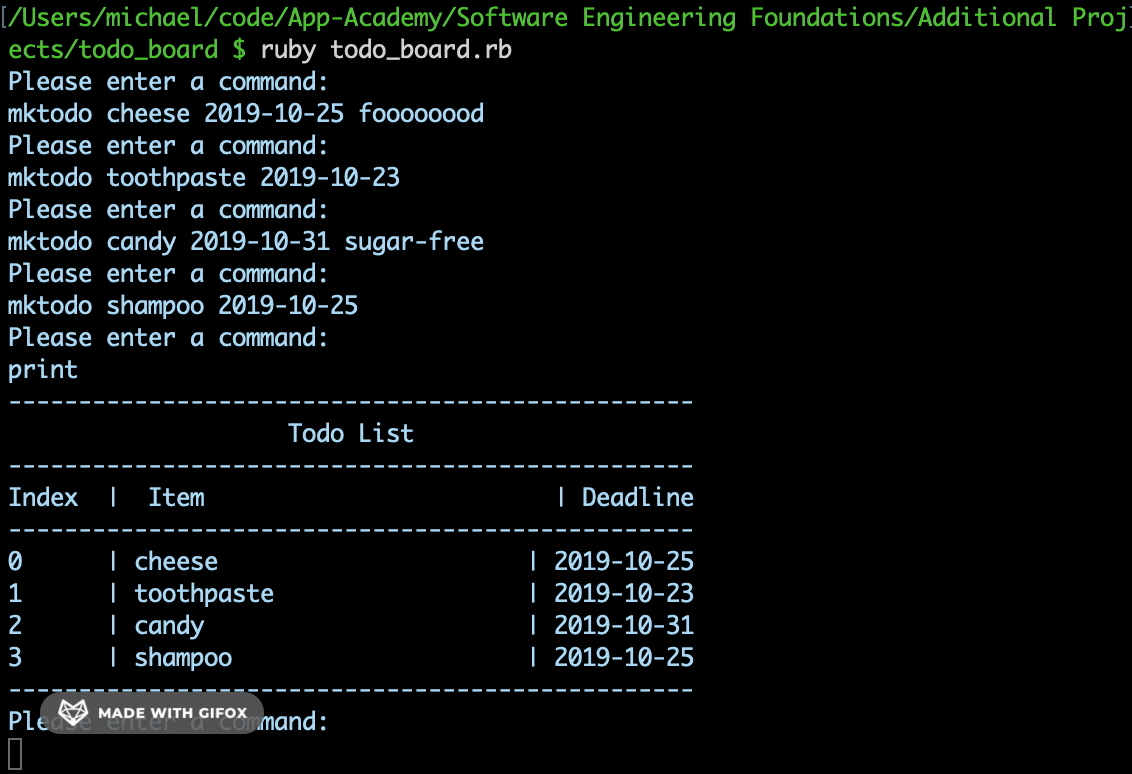 /Users/michael/code/App-Academy/Software Engineering Foundations/Additional Proj
ects/todo_board $ ruby todo_board.rb
Please enter a command:
mktodo cheese 2019-10-25 foooooood
Please enter a command:
mktodo toothpaste 2019-10-23
Please enter a command:
mktodo candy 2019-10-31 sugar-free
Please enter a command:
mktodo shampoo 2019-10-25
Please enter a command:
print
-------------------------------------------------
Todo List
-------------------------------------------------
Index | Item | Deadline
-------------------------------------------------
0 | cheese | 2019-10-25
1 | toothpaste | 2019-10-23
2 | candy | 2019-10-31
3 | shampoo | 2019-10-25
-------------------------------------------------
Please enter a command:
MADE WITH GIFOX